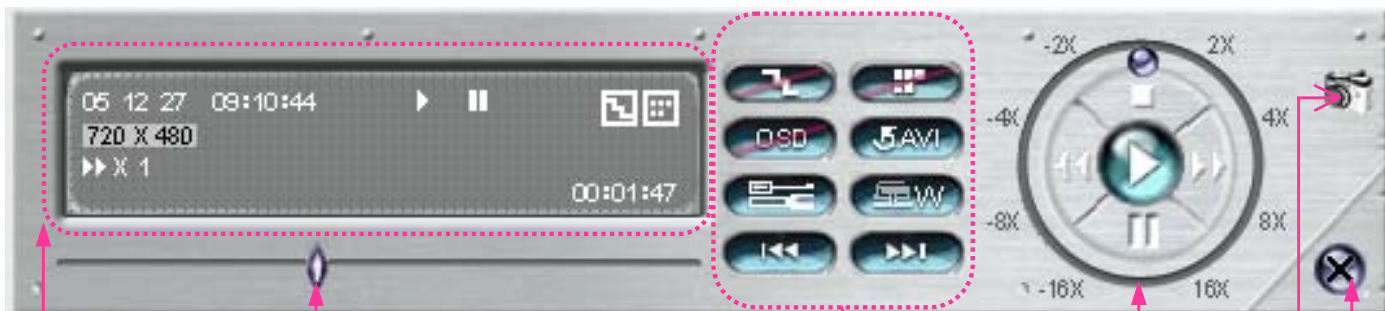 05 12 27 09:10:44
720 X 480
X 1
00:01:47
OSD
AVI
W
-2X 2X
-4X 4X
-8X 8X
-16X 16X